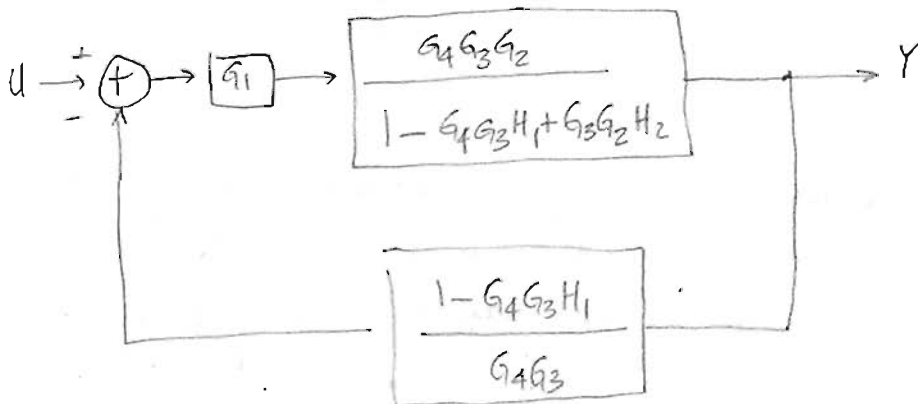 U + - + G₁ G₄G₃G₂ Y
1 - G₄G₃H₁ + G₃G₂H₂
1 - G₄G₃H₁
G₄G₃